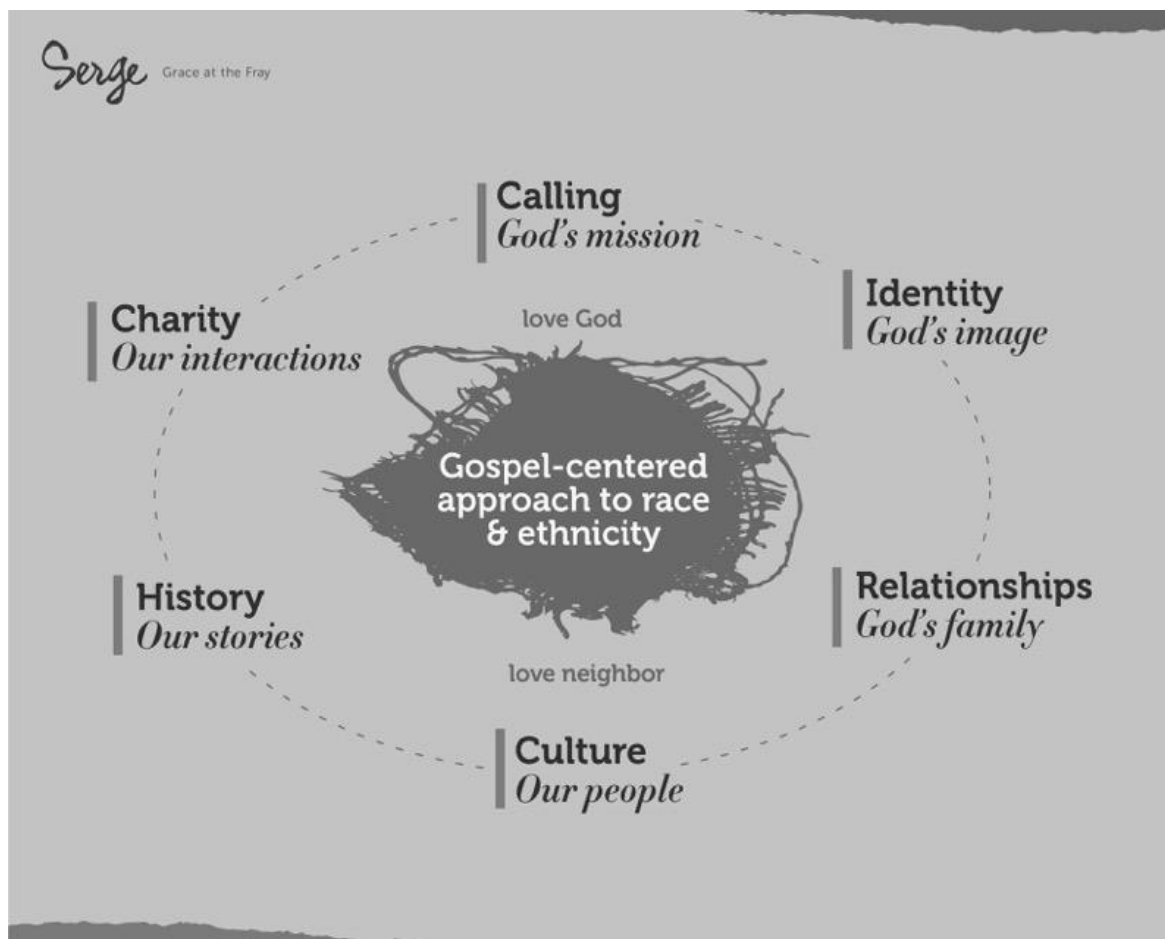 Serge Grace at the Fray
Calling
God's mission
Identity
God's image
Charity
Our interactions
love God
Gospel-centered
approach to race
& ethnicity
History
Our stories
Relationships
God's family
love neighbor
Culture
Our people